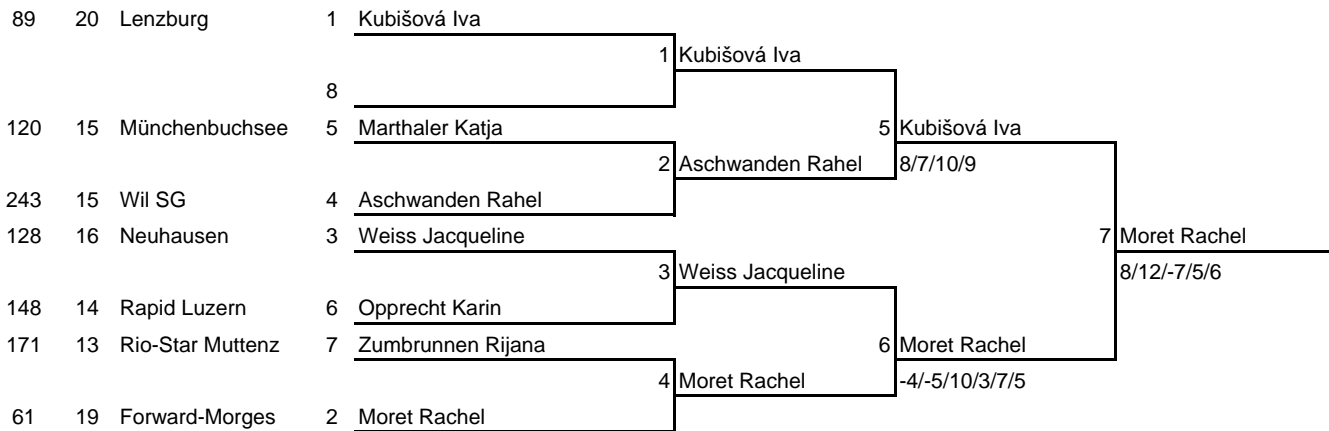 89 20 Lenzburg 1 Kubišová Iva
1 Kubišová Iva
8
120 15 Münchenbuchsee 5 Marthaler Katja 5 Kubišová Iva
2 Aschwanden Rahel 8/7/10/9
243 15 Wil SG 4 Aschwanden Rahel
128 16 Neuhausen 3 Weiss Jacqueline 7 Moret Rachel
3 Weiss Jacqueline 8/12/-7/5/6
148 14 Rapid Luzern 6 Opprecht Karin
171 13 Rio-Star Muttenz 7 Zumbrunnen Rijana 6 Moret Rachel
4 Moret Rachel -4/-5/10/3/7/5
61 19 Forward-Morges 2 Moret Rachel